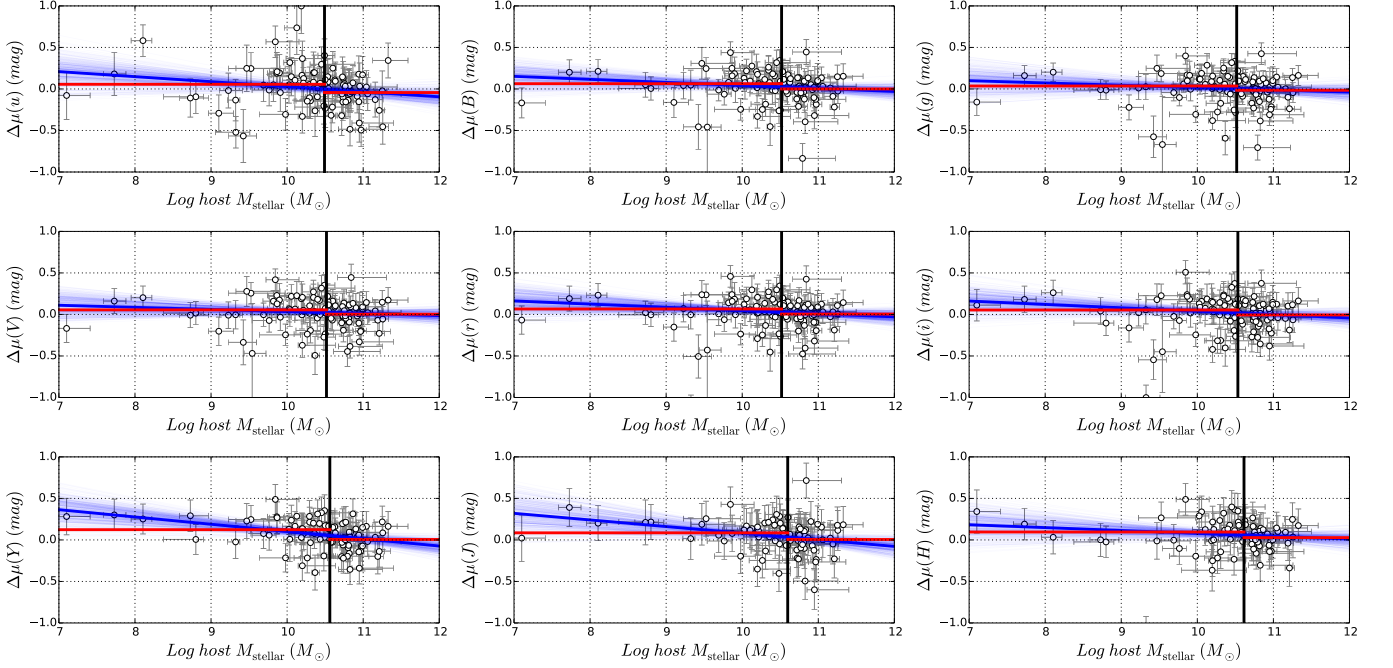 1.0
0.5
0.0
−0.5
−1.0
Δμ(u) (mag)
7 8 9 10 11 12
Log host M_stellar (M_⊙)
1.0
0.5
0.0
−0.5
−1.0
Δμ(B) (mag)
7 8 9 10 11 12
Log host M_stellar (M_⊙)
1.0
0.5
0.0
−0.5
−1.0
Δμ(g) (mag)
7 8 9 10 11 12
Log host M_stellar (M_⊙)
1.0
0.5
0.0
−0.5
−1.0
Δμ(V) (mag)
7 8 9 10 11 12
Log host M_stellar (M_⊙)
1.0
0.5
0.0
−0.5
−1.0
Δμ(r) (mag)
7 8 9 10 11 12
Log host M_stellar (M_⊙)
1.0
0.5
0.0
−0.5
−1.0
Δμ(i) (mag)
7 8 9 10 11 12
Log host M_stellar (M_⊙)
1.0
0.5
0.0
−0.5
−1.0
Δμ(Y) (mag)
7 8 9 10 11 12
Log host M_stellar (M_⊙)
1.0
0.5
0.0
−0.5
−1.0
Δμ(J) (mag)
7 8 9 10 11 12
Log host M_stellar (M_⊙)
1.0
0.5
0.0
−0.5
−1.0
Δμ(H) (mag)
7 8 9 10 11 12
Log host M_stellar (M_⊙)